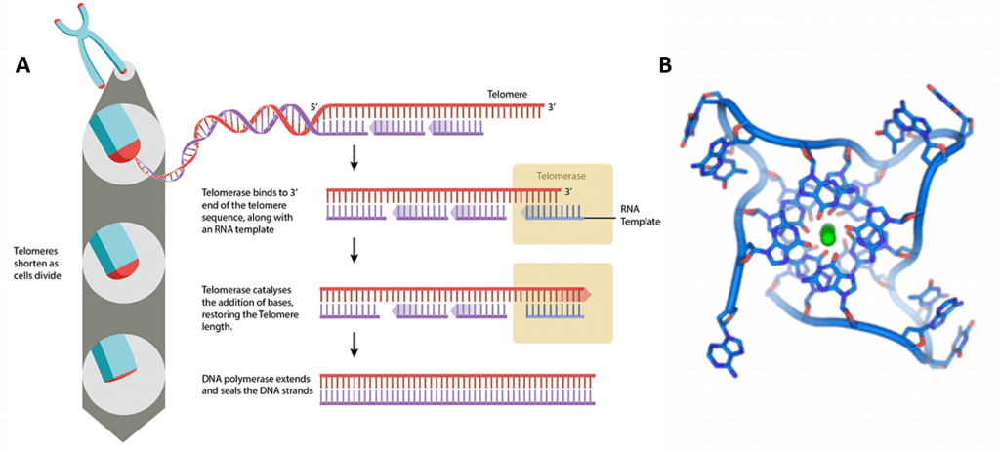 A
B
5'
Telomere
3'
Telomerase binds to 3'
end of the telomere
sequence, along with
an RNA template
Telomerase
3'
RNA
Template
Telomeres
shorten as
cells divide
Telomerase catalyses
the addition of bases,
restoring the Telomere
length.
DNA polymerase extends
and seals the DNA strands